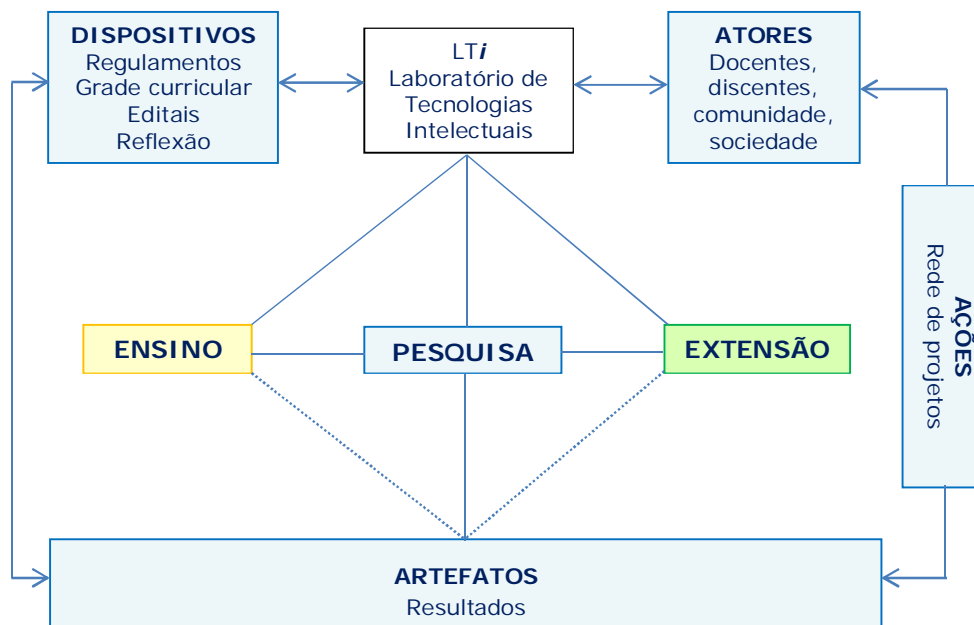 DISPOSITIVOS
Regulamentos
Grade curricular
Editais
Reflexão
LTi
Laboratório de
Tecnologias
Intelectuais
ATORES
Docentes,
discentes,
comunidade,
sociedade
AÇÕES
Rede de projetos
ENSINO
PESQUISA
EXTENSÃO
ARTEFATOS
Resultados